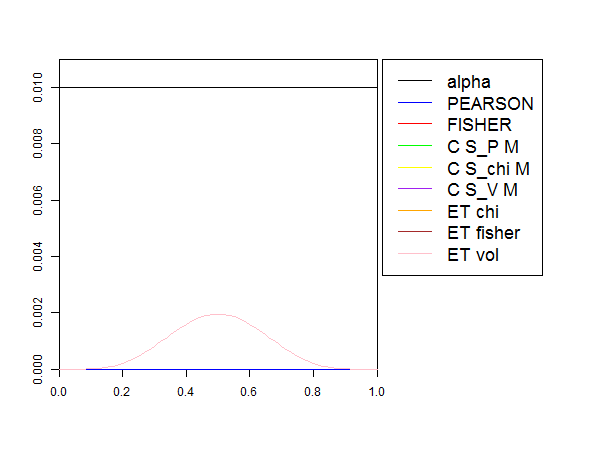 0.010
0.008
0.006
0.004
0.002
0.000
0.0 0.2 0.4 0.6 0.8 1.0
alpha
PEARSON
FISHER
C S_P M
C S_chi M
C S_V M
ET chi
ET fisher
ET vol